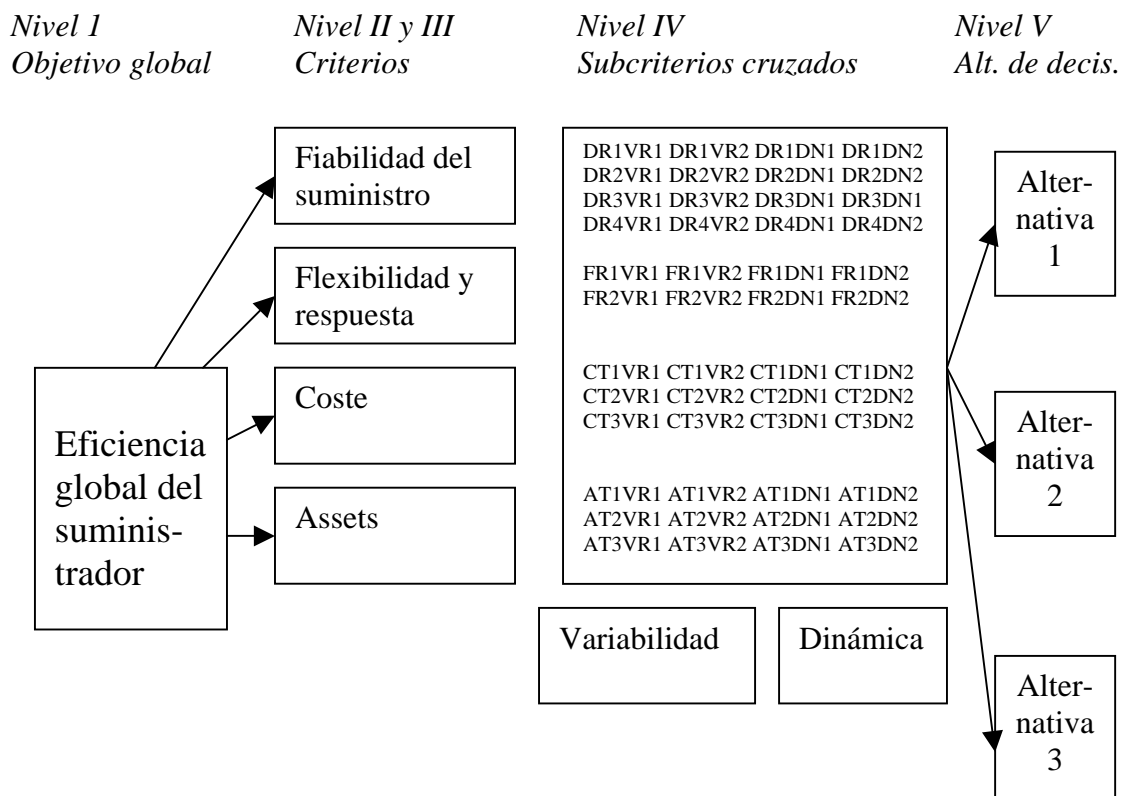 Nivel 1
Objetivo global
Nivel II y III
Criterios
Nivel IV
Subcriterios cruzados
Nivel V
Alt. de decis.
Eficiencia
global del
suminis-
trador
Fiabilidad del
suministro
Flexibilidad y
respuesta
Coste
Assets
DR1VR1 DR1VR2 DR1DN1 DR1DN2
DR2VR1 DR2VR2 DR2DN1 DR2DN2
DR3VR1 DR3VR2 DR3DN1 DR3DN1
DR4VR1 DR4VR2 DR4DN1 DR4DN2
FR1VR1 FR1VR2 FR1DN1 FR1DN2
FR2VR1 FR2VR2 FR2DN1 FR2DN2
CT1VR1 CT1VR2 CT1DN1 CT1DN2
CT2VR1 CT2VR2 CT2DN1 CT2DN2
CT3VR1 CT3VR2 CT3DN1 CT3DN2
AT1VR1 AT1VR2 AT1DN1 AT1DN2
AT2VR1 AT2VR2 AT2DN1 AT2DN2
AT3VR1 AT3VR2 AT3DN1 AT3DN2
Variabilidad
Dinámica
Alter-
nativa
1
Alter-
nativa
2
Alter-
nativa
3